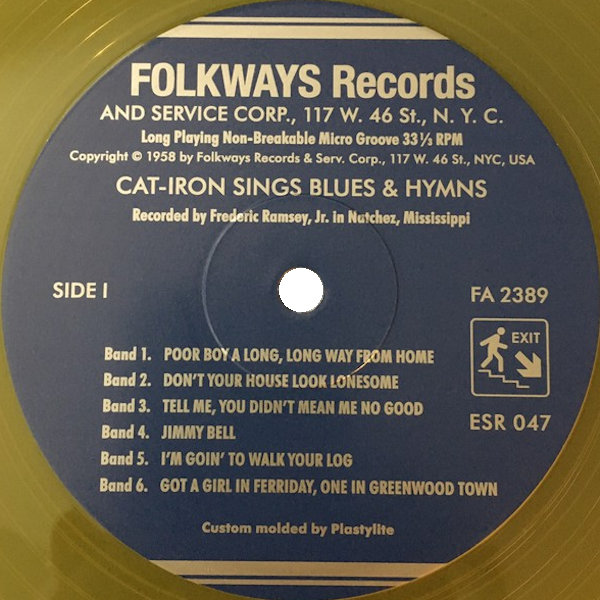 FOLKWAYS Records
AND SERVICE CORP., 117 W. 46 St., N. Y. C.
Long Playing Non-Breakable Micro Groove 33 ⅓ RPM
Copyright © 1958 by Folkways Records & Serv. Corp., 117 W. 46 St., NYC, USA
CAT-IRON SINGS BLUES & HYMNS
Recorded by Frederic Ramsey, Jr. in Natchez, Mississippi
SIDE I
FA 2389
EXIT
Band 1. POOR BOY A LONG, LONG WAY FROM HOME
Band 2. DON'T YOUR HOUSE LOOK LONESOME
Band 3. TELL ME, YOU DIDN'T MEAN ME NO GOOD
ESR 047
Band 4. JIMMY BELL
Band 5. I'M GOIN' TO WALK YOUR LOG
Band 6. GOT A GIRL IN FERRIDAY, ONE IN GREENWOOD TOWN
Custom molded by Plastylite